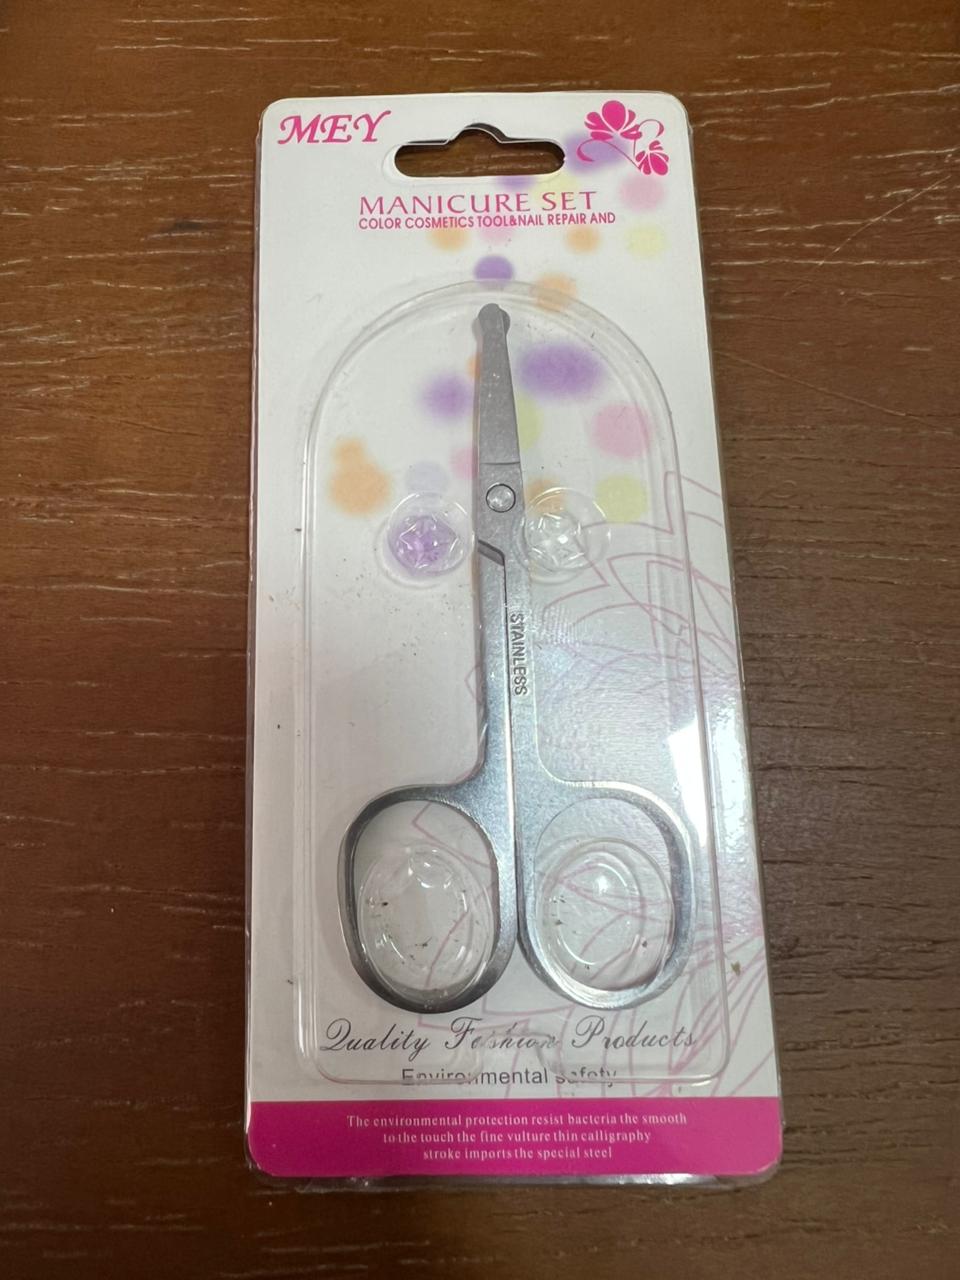 MEY
MANICURE SET
COLOR COSMETICS TOOL&NAIL REPAIR AND
STAINLESS
Quality Fashion Products
Environmental safety
The environmental protection resist bacteria the smooth
to the touch the fine vulture thin calligraphy
stroke imports the special steel